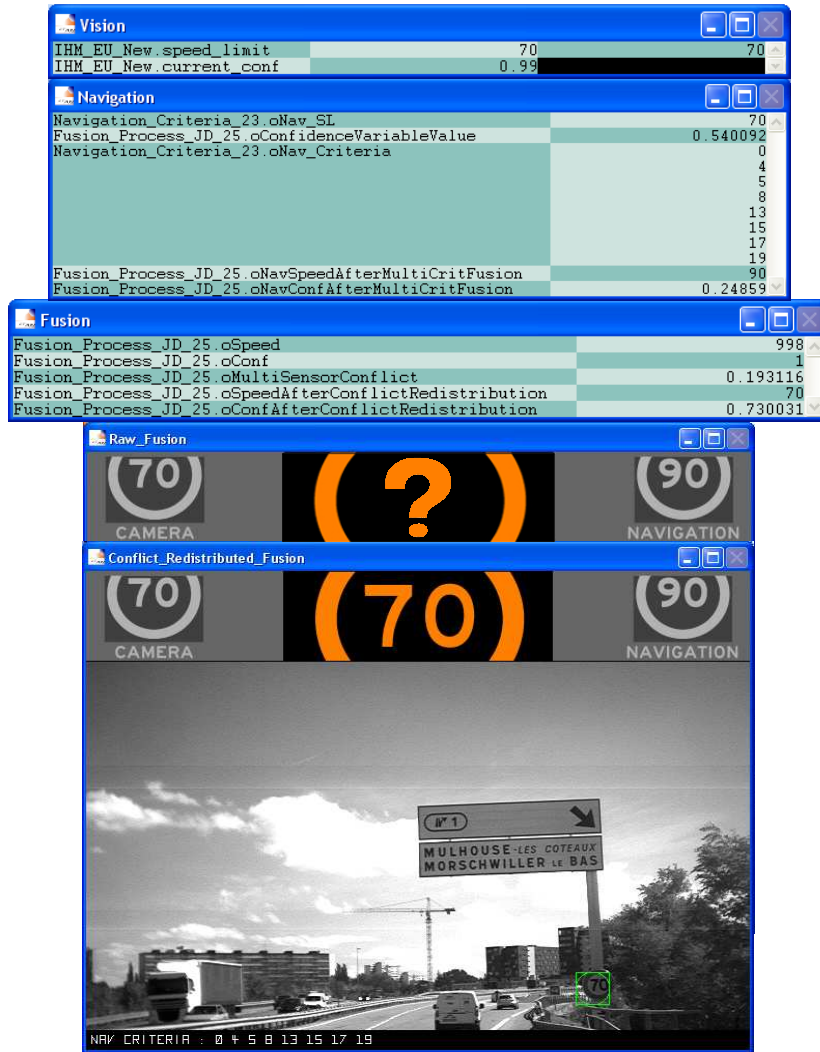 Vision
IHM_EU_New.speed_limit 70 70
IHM_EU_New.current_conf 0.99
Navigation
Navigation_Criteria_23.oNav_SL 70
Fusion_Process_JD_25.oConfidenceVariableValue 0.540092
Navigation_Criteria_23.oNav_Criteria 0
4
5
8
13
15
17
19
Fusion_Process_JD_25.oNavSpeedAfterMultiCritFusion 90
Fusion_Process_JD_25.oNavConfAfterMultiCritFusion 0.24859
Fusion
Fusion_Process_JD_25.oSpeed 998
Fusion_Process_JD_25.oConf 1
Fusion_Process_JD_25.oMultiSensorConflict 0.193116
Fusion_Process_JD_25.oSpeedAfterConflictRedistribution 70
Fusion_Process_JD_25.oConfAfterConflictRedistribution 0.730031
Raw_Fusion
70 ? 90
CAMERA NAVIGATION
Conflict_Redistributed_Fusion
70 70 90
CAMERA NAVIGATION
N° 1
MULHOUSE-LES COTEAUX
MORSCHWILLER LE BAS
70
NAV CRITERIA : 0 4 5 8 13 15 17 19